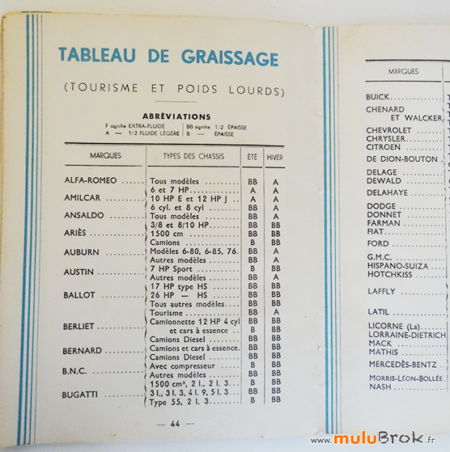 TABLEAU DE GRAISSAGE
(TOURISME ET POIDS LOURDS)
ABRÉVIATIONS
F signifie EXTRA-FLUIDE BB signifie 1/2 ÉPAISSE
A — 1/2 FLUIDE LÉGÈRE B — ÉPAISSE
MARQUES TYPES DES CHASSIS ÉTÉ HIVER
ALFA-ROMEO Tous modèles BB A
6 et 7 HP A A
AMILCAR 10 HP E et 12 HP J A A
6 cyl. et 8 cyl BB A
ANSALDO Tous modèles BB A
3/8 et 8/10 HP BB BB
ARIÈS 1500 cm BB BB
Camions B BB
AUBURN Modèles 6-80, 6-85, 76 BB A
Autres modèles BB A
AUSTIN 7 HP Sport B BB
Autres modèles BB A
17 HP type HS BB BB
BALLOT 26 HP — HS BB BB
Tous autres modèles BB BB
Tourisme BB A
BERLIET Camionnette 12 HP 4 cyl
et cars à essence B BB
Camions Diesel BB BB
BERNARD Camions et cars à essence BB BB
Camions Diesel BB BB
B.N.C. Avec compresseur B BB
Autres modèles BB BB
1500 cm³, 2 l., 2 l. 3 BB BB
BUGATTI 3 l., 3 l. 3, 4 l. 9, 5 l. 3 BB BB
Type 55, 2 l. 3 B BB
— 44 —
MARQUES
BUICK
CHENARD
ET WALCKER
CHEVROLET
CHRYSLER
CITROEN
DE DION-BOUTON
DELAGE
DEWALD
DELAHAYE
DODGE
DONNET
FARMAN
FIAT
FORD
G.M.C.
HISPANO-SUIZA
HOTCHKISS
LAFFLY
LATIL
LICORNE (La)
LORRAINE-DIETRICH
MACK
MATHIS
MERCÉDÈS-BENTZ
MORRIS-LÉON-BOLLÉE
NASH
www.muluBrok.fr